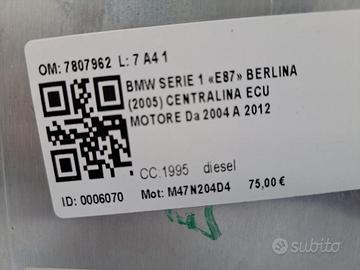 OM: 7807962 L: 7 A4 1
BMW SERIE 1 «E87» BERLINA
(2005) CENTRALINA ECU
MOTORE Da 2004 A 2012
CC:1995 diesel
ID: 0006070 Mot: M47N204D4 75,00 €
subito